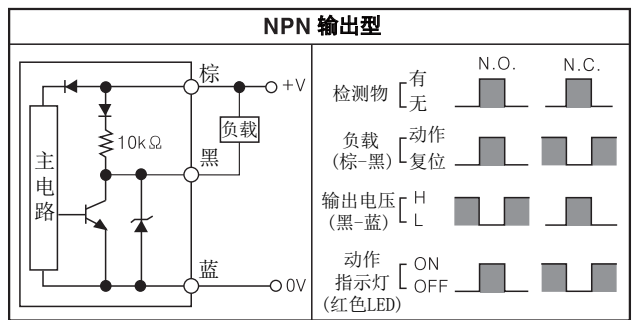 NPN 输出型
棕
+V
负载
10kΩ
黑
主电路
蓝
0V
N.O.
N.C.
检测物
有
无
负载
(棕-黑)
动作
复位
输出电压
(黑-蓝)
H
L
动作
指示灯
(红色LED)
ON
OFF